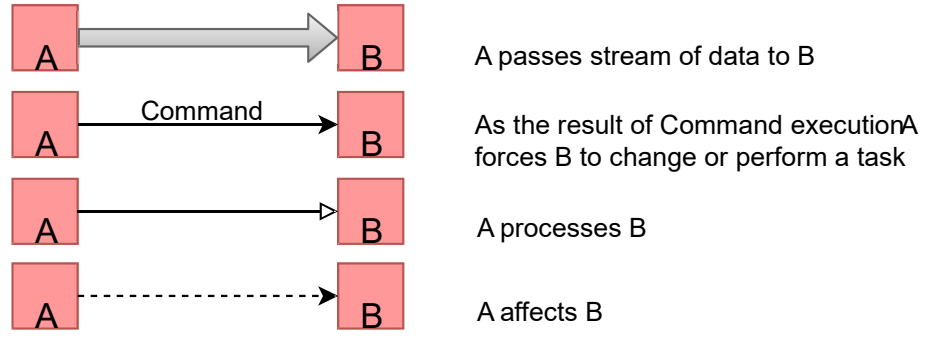 A B A passes stream of data to B
Command
A B As the result of Command executionA
forces B to change or perform a task
A B A processes B
A B A affects B